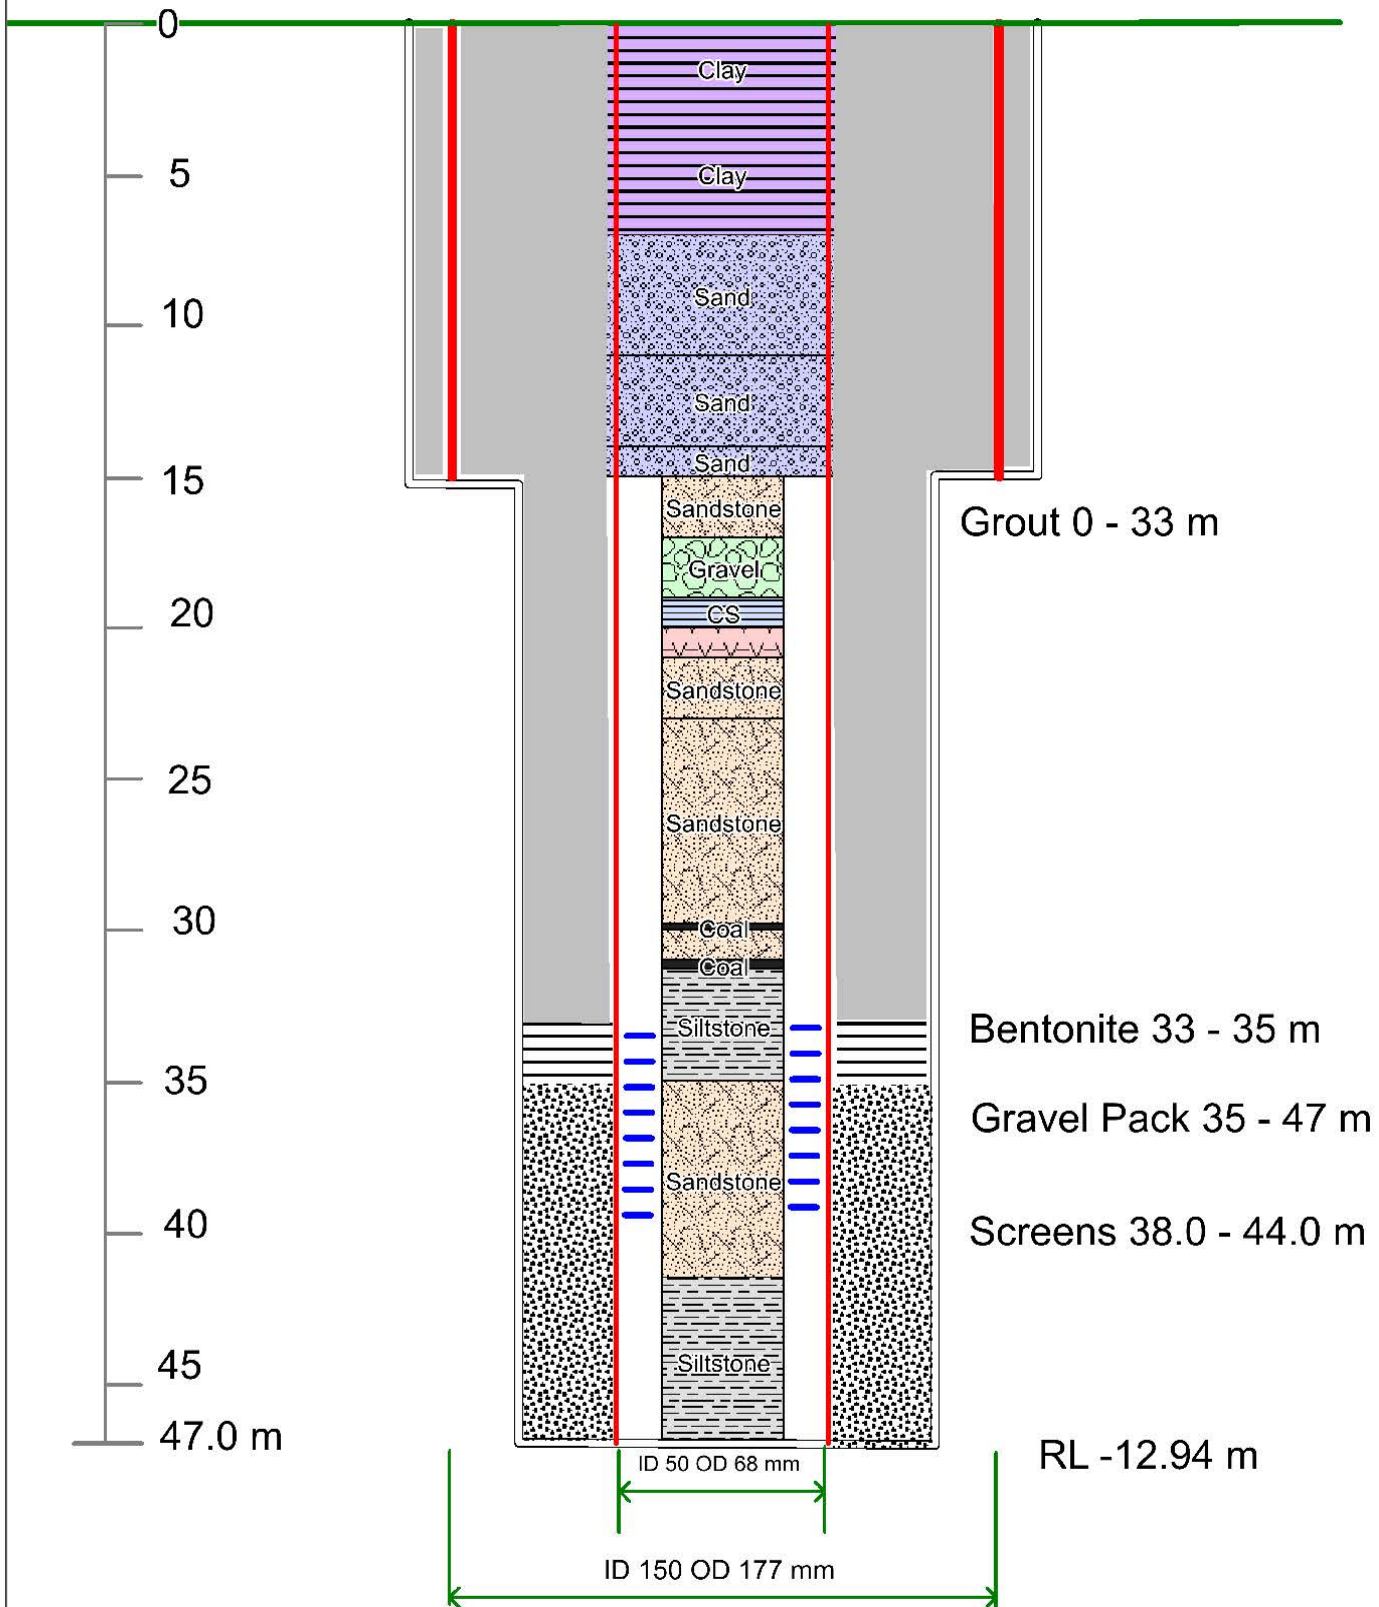 0
Clay
5
Clay
Sand
10
Sand
Sand
15
Sandstone
Grout 0 - 33 m
Gravel
20
CS
Sandstone
25
Sandstone
30
Coal
Coal
Siltstone
Bentonite 33 - 35 m
35
Gravel Pack 35 - 47 m
Sandstone
40
Screens 38.0 - 44.0 m
45
Siltstone
47.0 m
RL -12.94 m
ID 50 OD 68 mm
ID 150 OD 177 mm